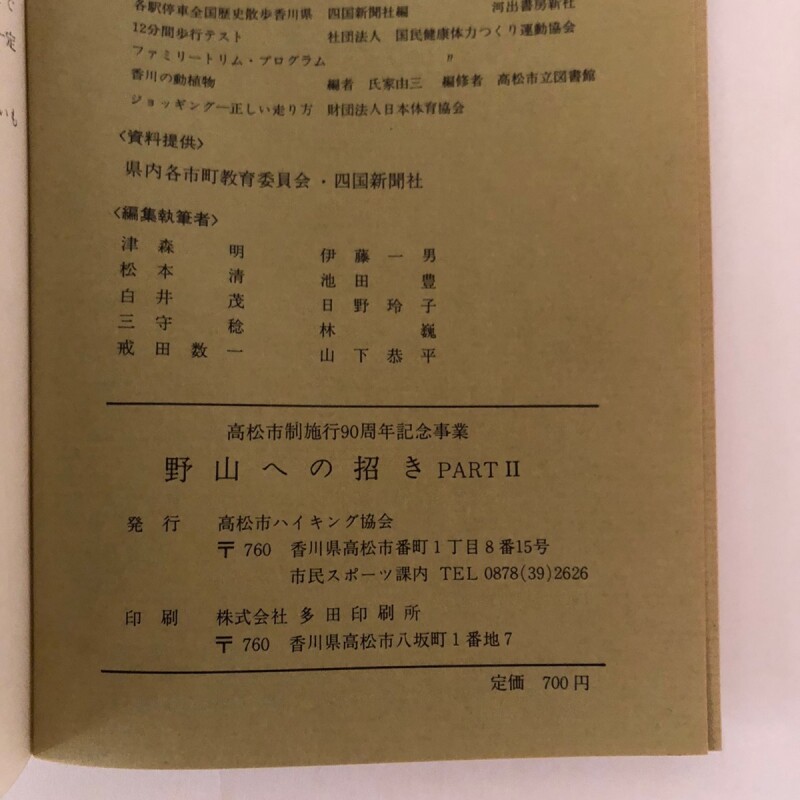 各駅停車全国歴史散歩香川県 四国新聞社編 河出書房新社
12分間歩行テスト 社団法人 国民健康体力つくり運動協会
ファミリートリム・プログラム 〃
香川の動植物 編者 氏家由三 編修者 高松市立図書館
ジョッギング―正しい走り方 財団法人日本体育協会
<資料提供>
県内各市町教育委員会・四国新聞社
<編集執筆者>
津森 明 伊藤一男
松本 清 池田 豊
白井 茂 日野玲子
三守 稔 林 巍
戒田数一 山下恭平
高松市制施行90周年記念事業
野山への招き PART II
発行 高松市ハイキング協会
〒760 香川県高松市番町1丁目8番15号
市民スポーツ課内 TEL 0878(39)2626
印刷 株式会社 多田印刷所
〒760 香川県高松市八坂町1番地7
定価 700円